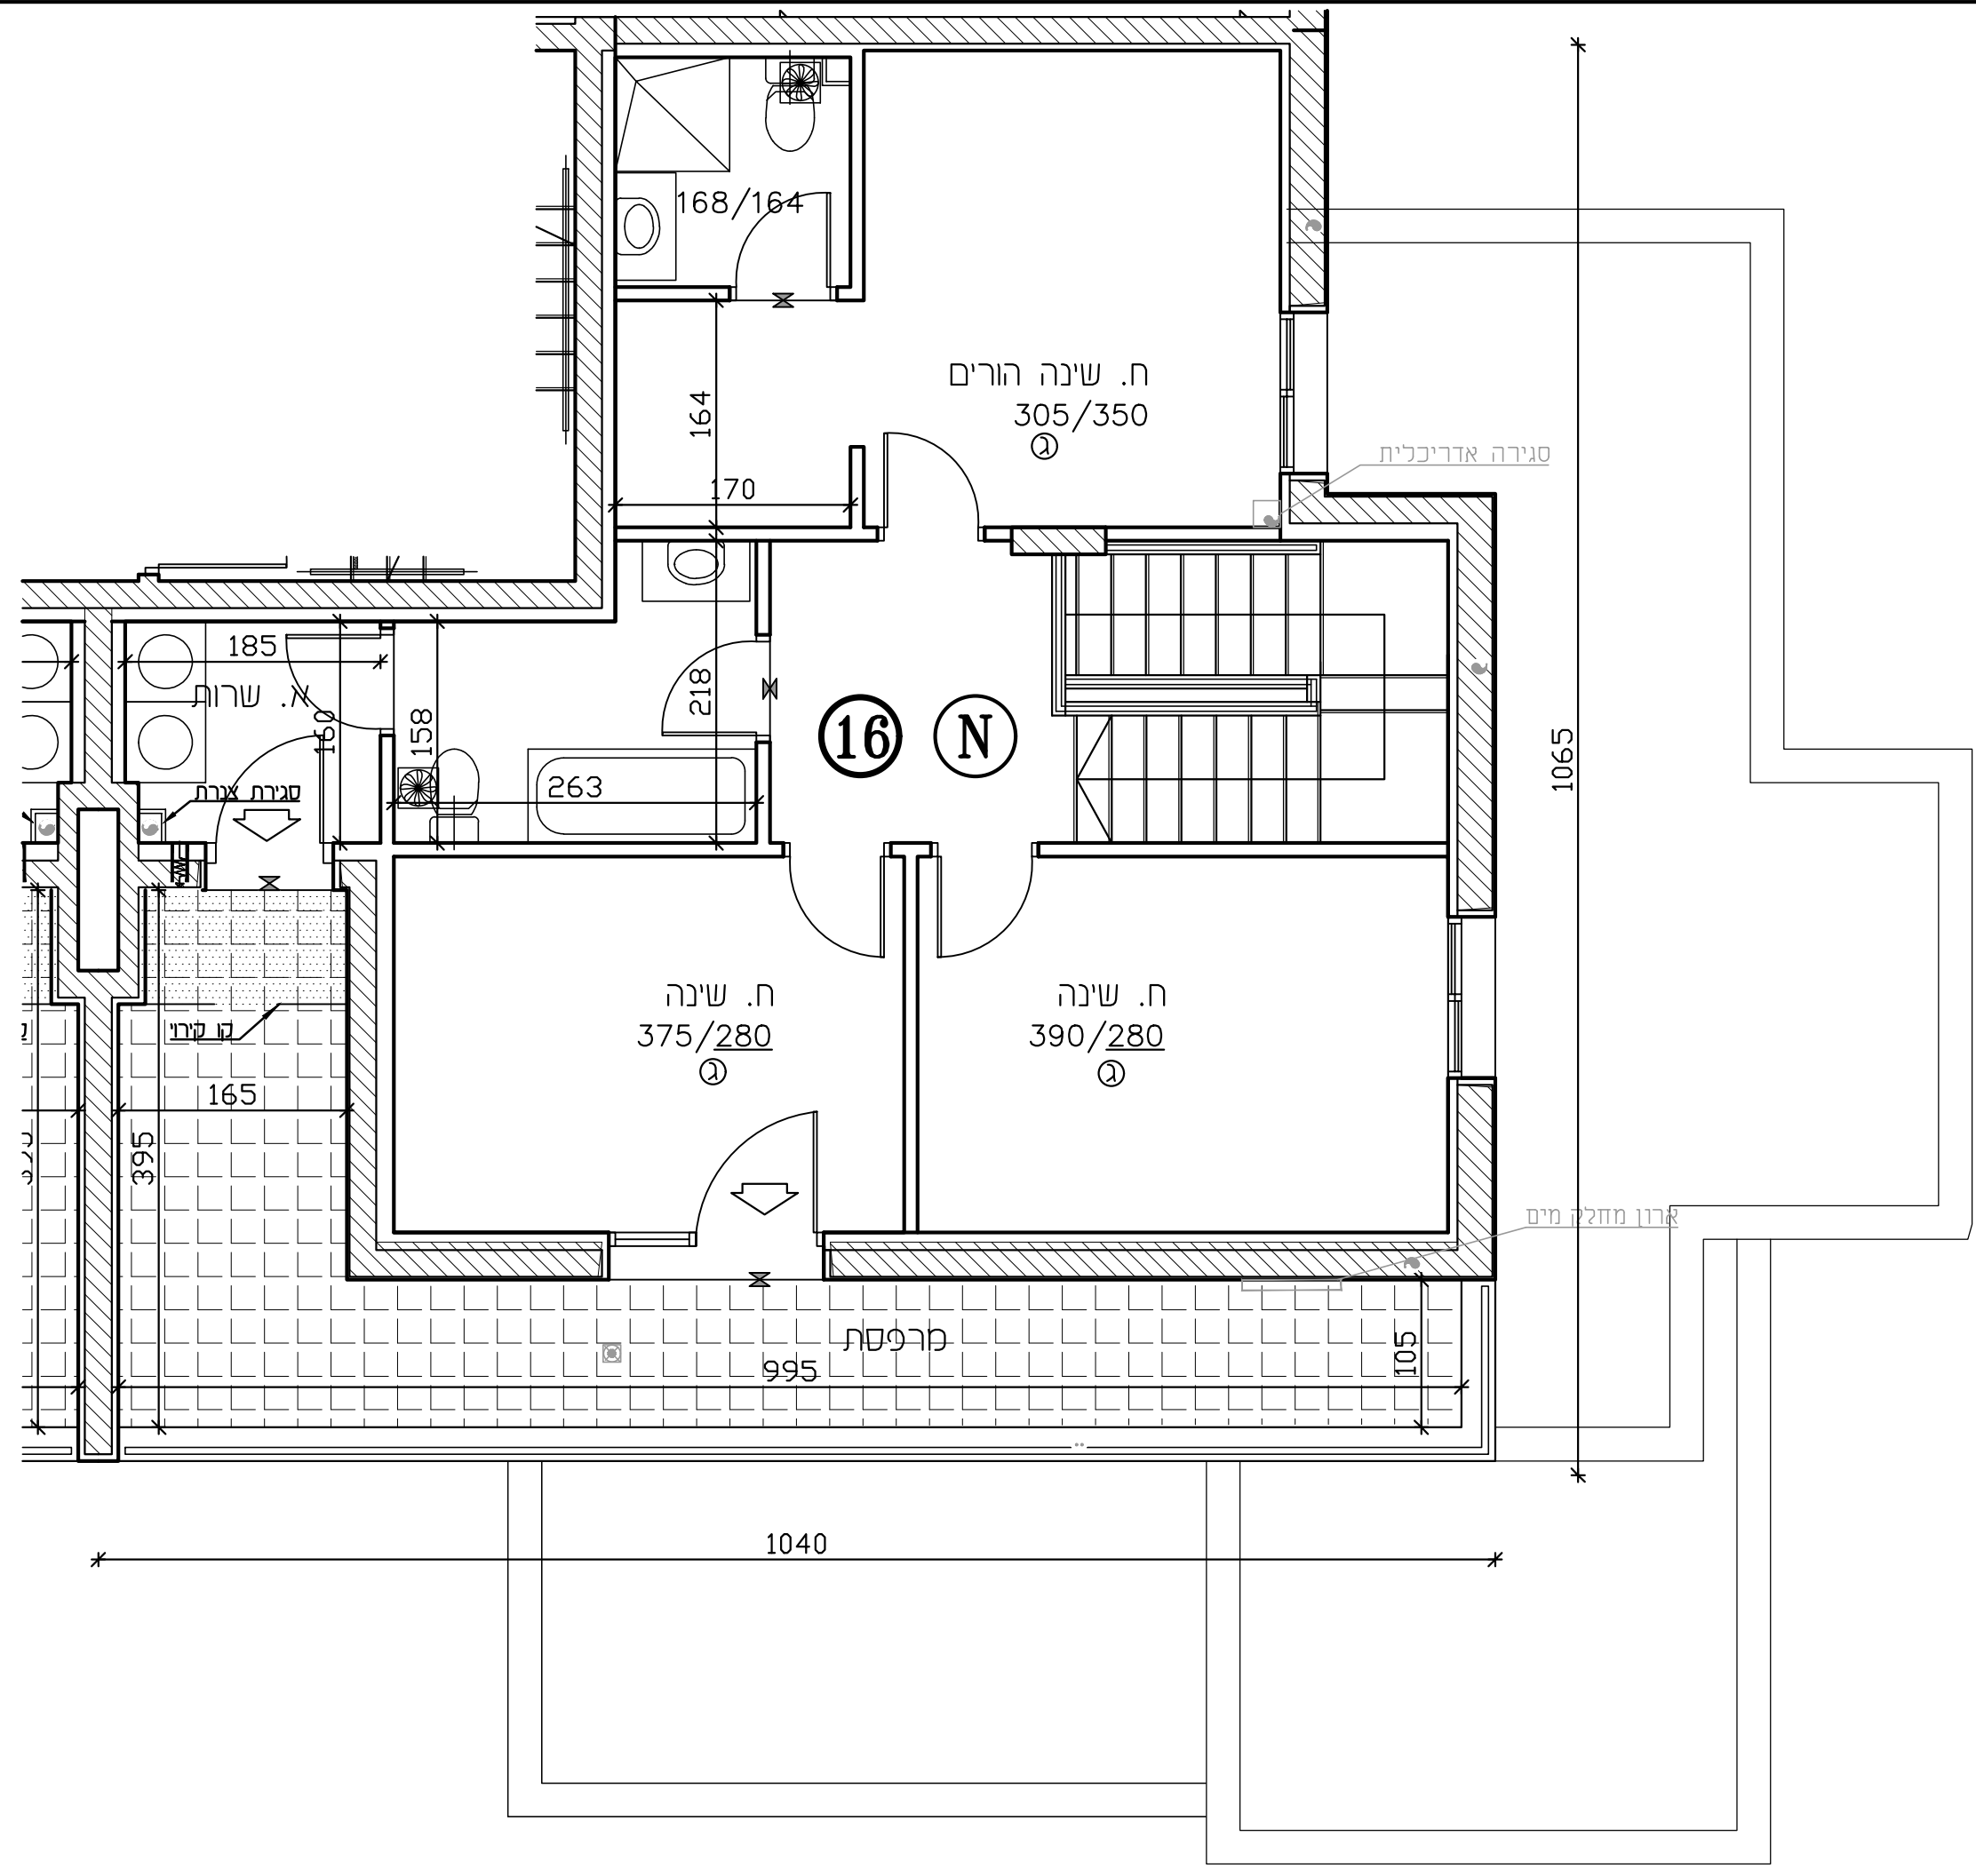 168/164
ח. שינה הורים
305/350
ג
164
170
סגירה אדריכלית
185
א. שרות
160
158
218
16
N
1065
263
סגירת צנרת
ח. שינה
375/280
ג
ח. שינה
390/280
ג
קו קירוי
165
395
ארון מחלק מים
מרפסת
995
105
1040